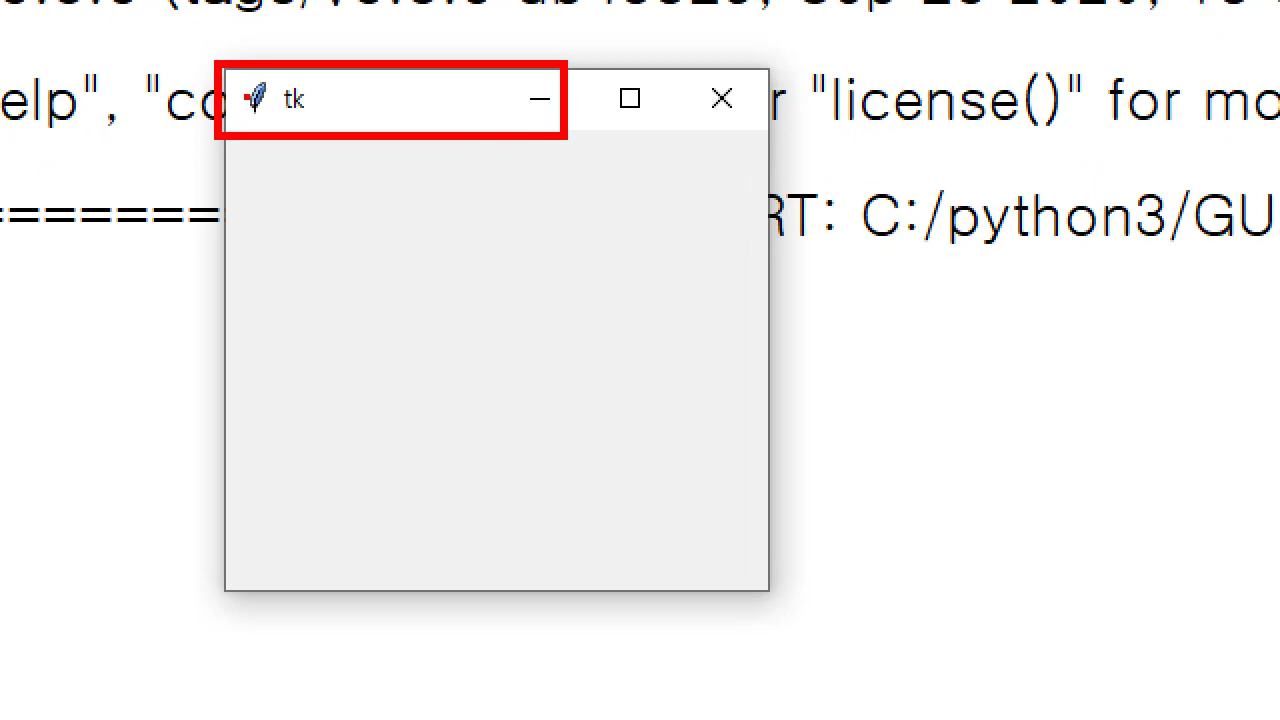 tk
elp", "co r "license()" for mo
========= RT: C:/python3/GU